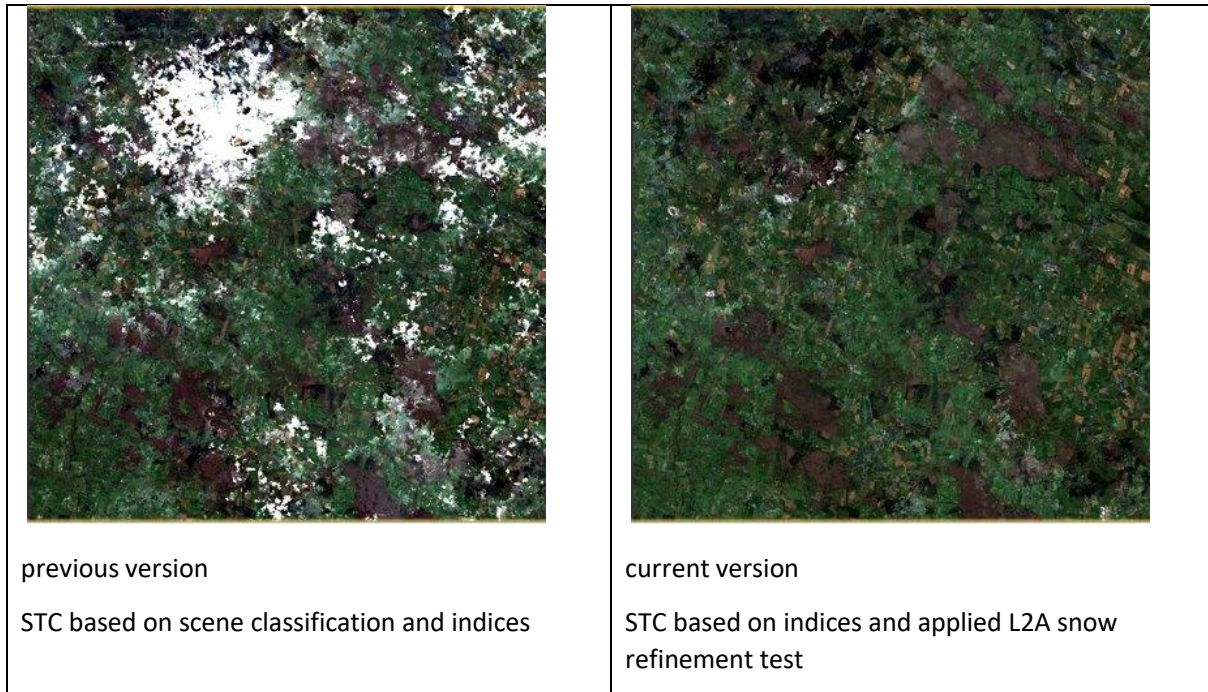 previous version
STC based on scene classification and indices
current version
STC based on indices and applied L2A snow
refinement test